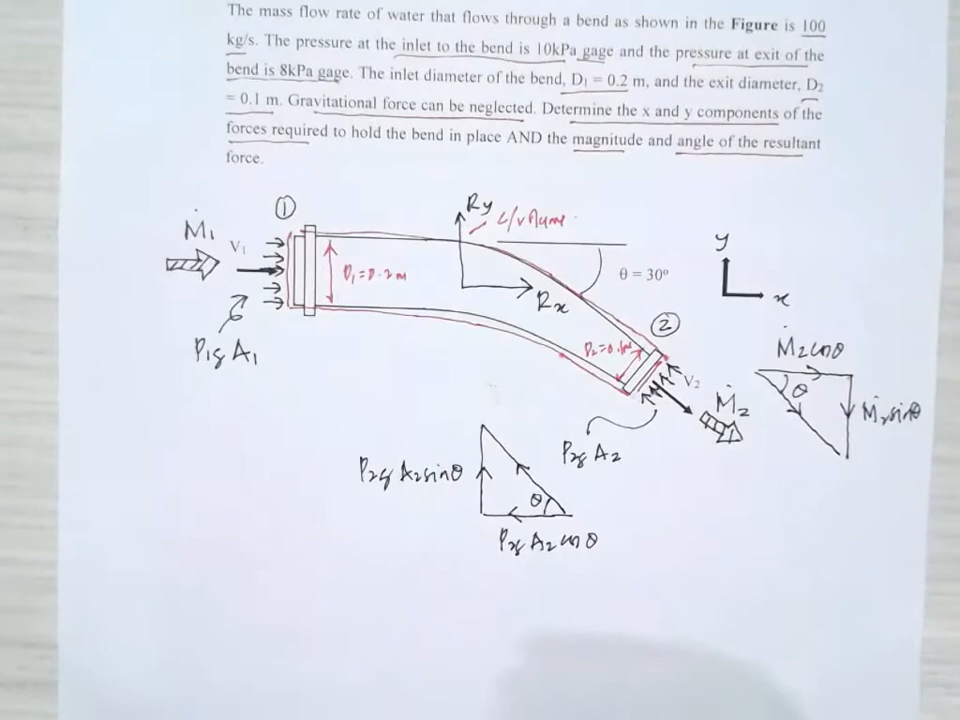 The mass flow rate of water that flows through a bend as shown in the Figure is 100
kg/s. The pressure at the inlet to the bend is 10kPa gage and the pressure at exit of the
bend is 8kPa gage. The inlet diameter of the bend, D1 = 0.2 m, and the exit diameter, D2
= 0.1 m. Gravitational force can be neglected. Determine the x and y components of the
forces required to hold the bend in place AND the magnitude and angle of the resultant
force.
①
Ry
c/volume
Ṁ1
V1
D1=0.2m
θ = 30º
y
x
Rx
②
P1g A1
D2=0.1m
V2
Ṁ2
Ṁ2cosθ
θ
Ṁ2sinθ
P2g A2
P2g A2sinθ
θ
P2g A2cosθ